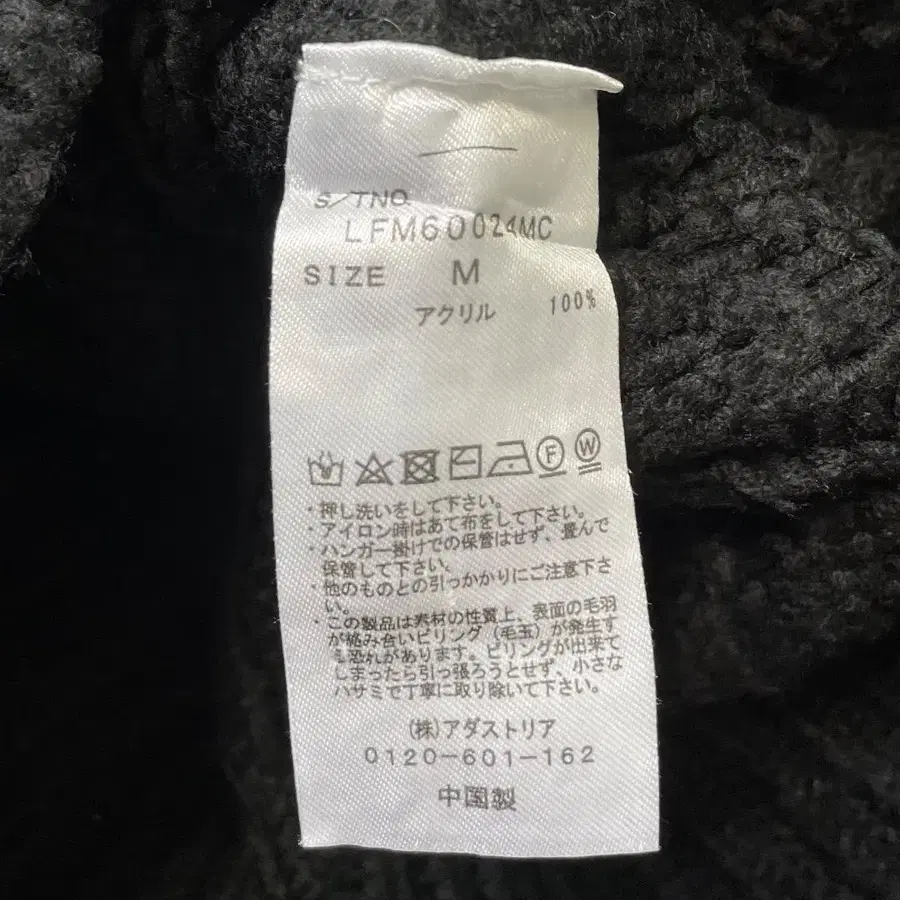 S/TNO.
LFM60024MC
SIZE M
アクリル 100%
F W
・押し洗いをして下さい。
・アイロン時はあて布をして下さい。
・ハンガー掛けでの保管はせず、畳んで
保管して下さい。
・他のものとの引っかかりにご注意下さ
い。
・この製品は素材の性質上、表面の毛羽
が絡み合いピリング（毛玉）が発生す
る恐れがあります。ピリングが出来て
しまったら引っ張ろうとせず、小さな
ハサミで丁寧に取り除いて下さい。
(株)アダストリア
0120-601-162
中国製